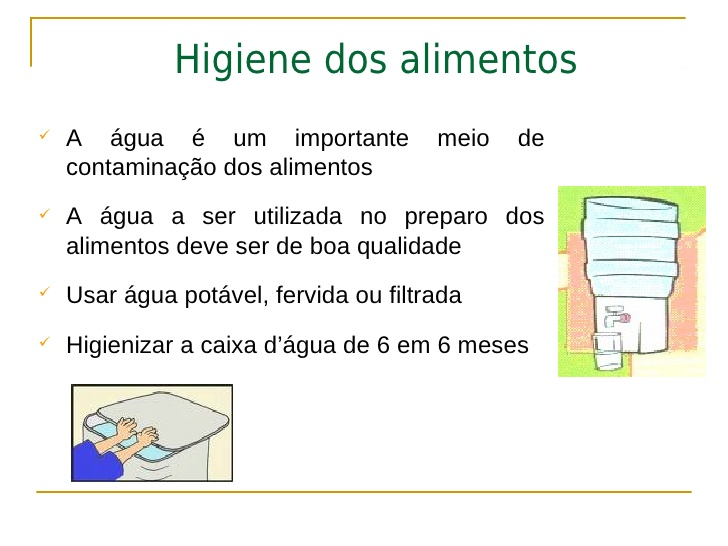 Higiene dos alimentos
A água é um importante meio de
contaminação dos alimentos
A água a ser utilizada no preparo dos
alimentos deve ser de boa qualidade
Usar água potável, fervida ou filtrada
Higienizar a caixa d’água de 6 em 6 meses